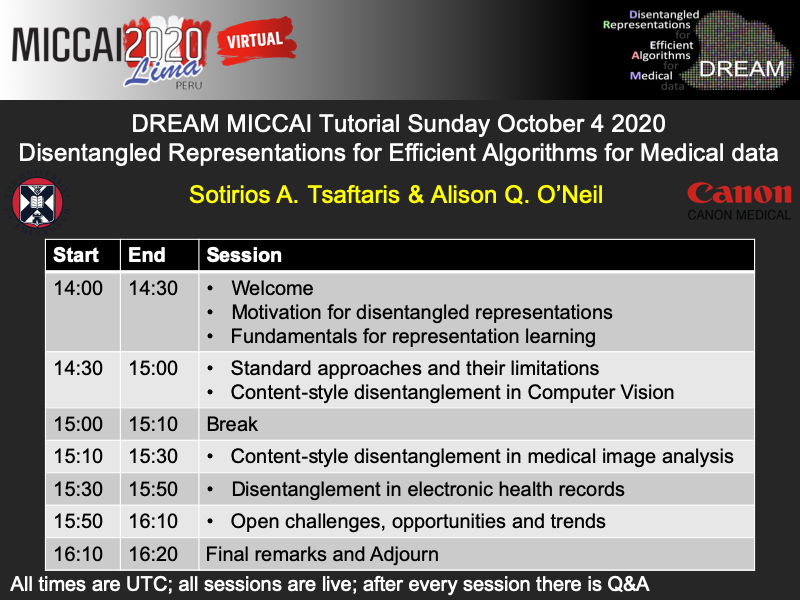 MICCAI2020
Lima
PERU
VIRTUAL
Disentangled
Representations
for
Efficient
Algorithms
for
Medical
data
DREAM
DREAM MICCAI Tutorial Sunday October 4 2020
Disentangled Representations for Efficient Algorithms for Medical data
Sotirios A. Tsaftaris & Alison Q. O’Neil
Canon
CANON MEDICAL
Start End Session
14:00 14:30 • Welcome
• Motivation for disentangled representations
• Fundamentals for representation learning
14:30 15:00 • Standard approaches and their limitations
• Content-style disentanglement in Computer Vision
15:00 15:10 Break
15:10 15:30 • Content-style disentanglement in medical image analysis
15:30 15:50 • Disentanglement in electronic health records
15:50 16:10 • Open challenges, opportunities and trends
16:10 16:20 Final remarks and Adjourn
All times are UTC; all sessions are live; after every session there is Q&A